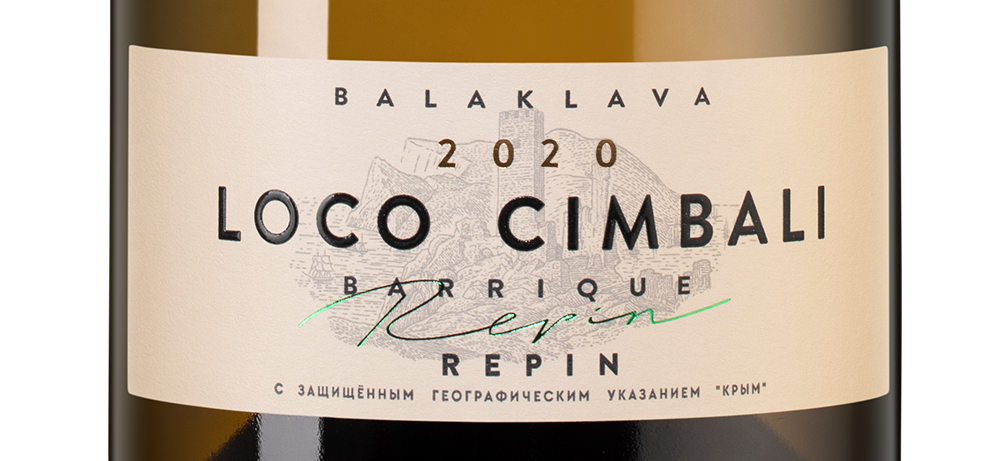 BALAKLAVA
2020
LOCO CIMBALI
BARRIQUE
Repin
REPIN
С ЗАЩИЩЁННЫМ ГЕОГРАФИЧЕСКИМ УКАЗАНИЕМ "КРЫМ"